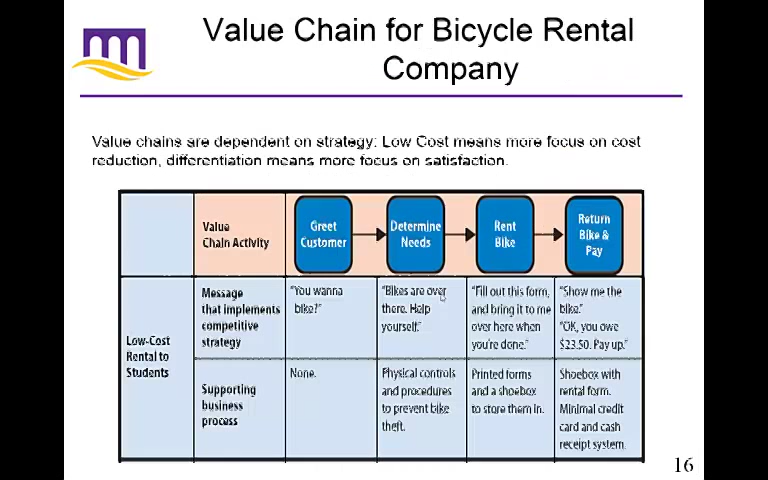 Value Chain for Bicycle Rental
Company
Value chains are dependent on strategy: Low Cost means more focus on cost
reduction, differentiation means more focus on satisfaction.
Value
Chain Activity
Greet
Customer
Determine
Needs
Rent
Bike
Return
Bike &
Pay
Low-Cost
Rental to
Students
Message
that implements
competitive
strategy
"You wanna
bike?"
"Bikes are over
there. Help
yourself."
"Fill out this form,
and bring it to me
over here when
you're done."
"Show me the
bike."
"OK, you owe
$23.50. Pay up."
Supporting
business
process
None.
Physical controls
and procedures
to prevent bike
theft.
Printed forms
and a shoebox
to store them in.
Shoebox with
rental form.
Minimal credit
card and cash
receipt system.
16